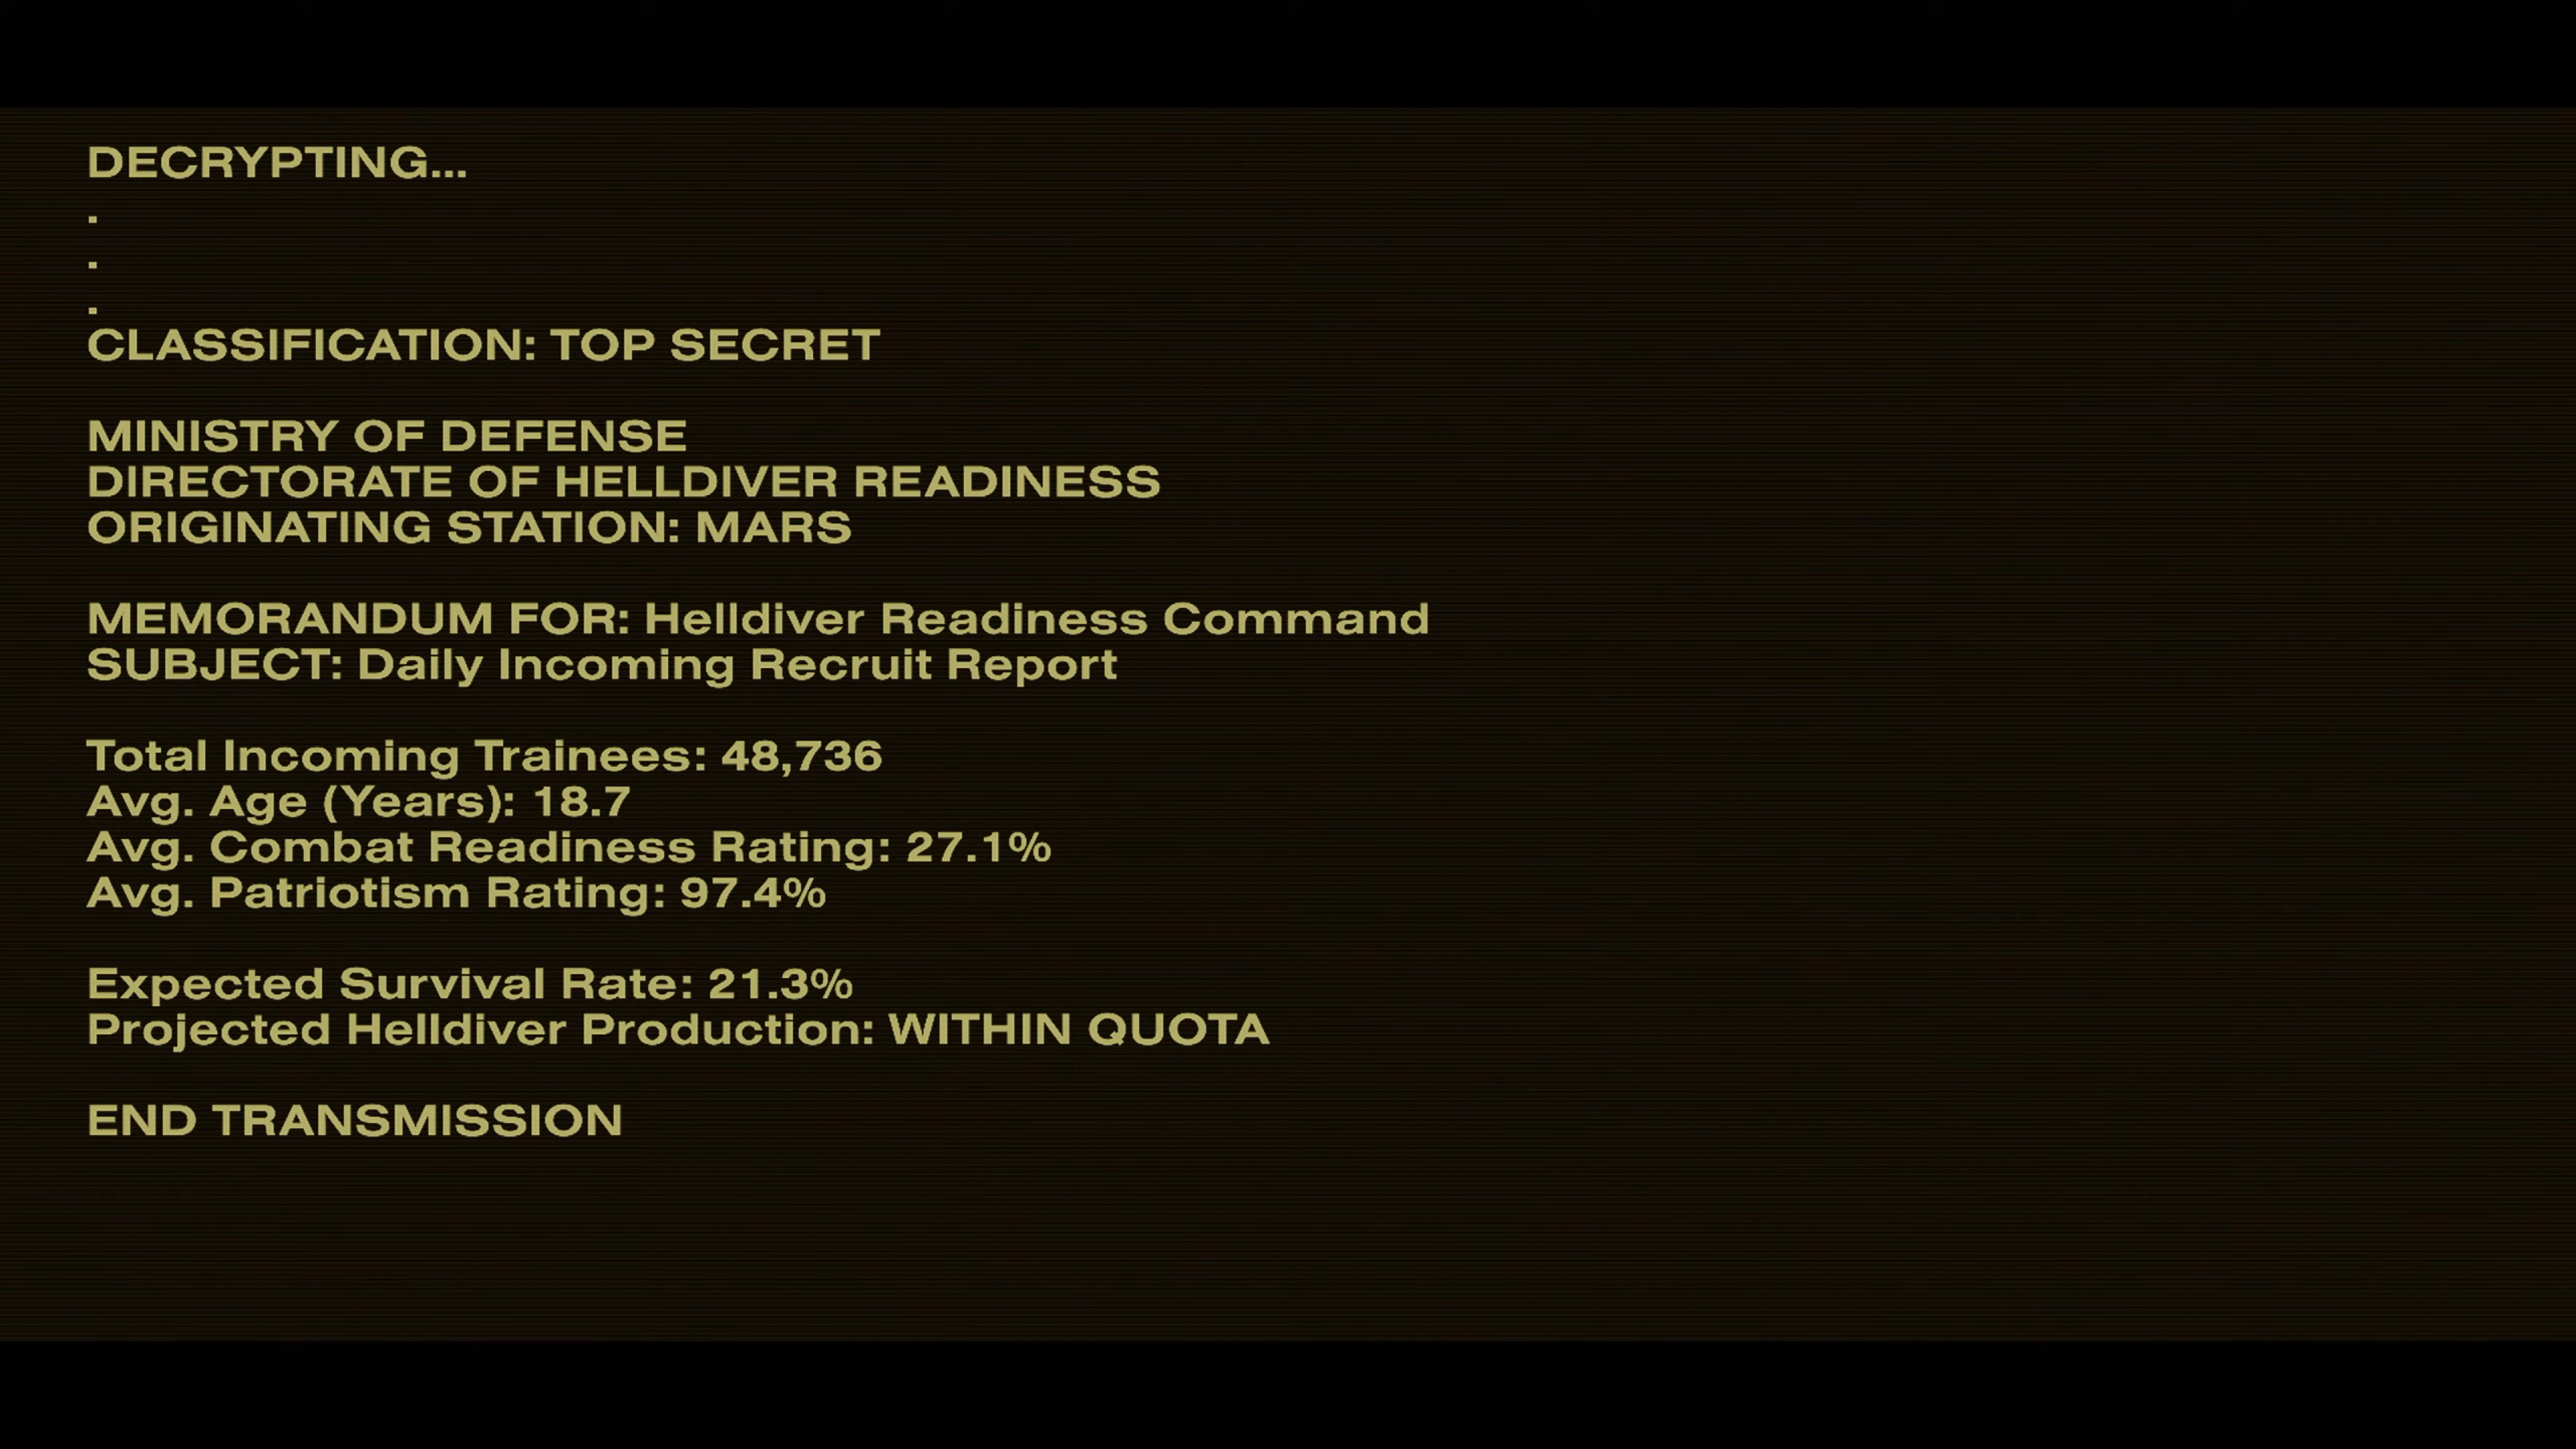 DECRYPTING...
.
.
.
CLASSIFICATION: TOP SECRET
MINISTRY OF DEFENSE
DIRECTORATE OF HELLDIVER READINESS
ORIGINATING STATION: MARS
MEMORANDUM FOR: Helldiver Readiness Command
SUBJECT: Daily Incoming Recruit Report
Total Incoming Trainees: 48,736
Avg. Age (Years): 18.7
Avg. Combat Readiness Rating: 27.1%
Avg. Patriotism Rating: 97.4%
Expected Survival Rate: 21.3%
Projected Helldiver Production: WITHIN QUOTA
END TRANSMISSION